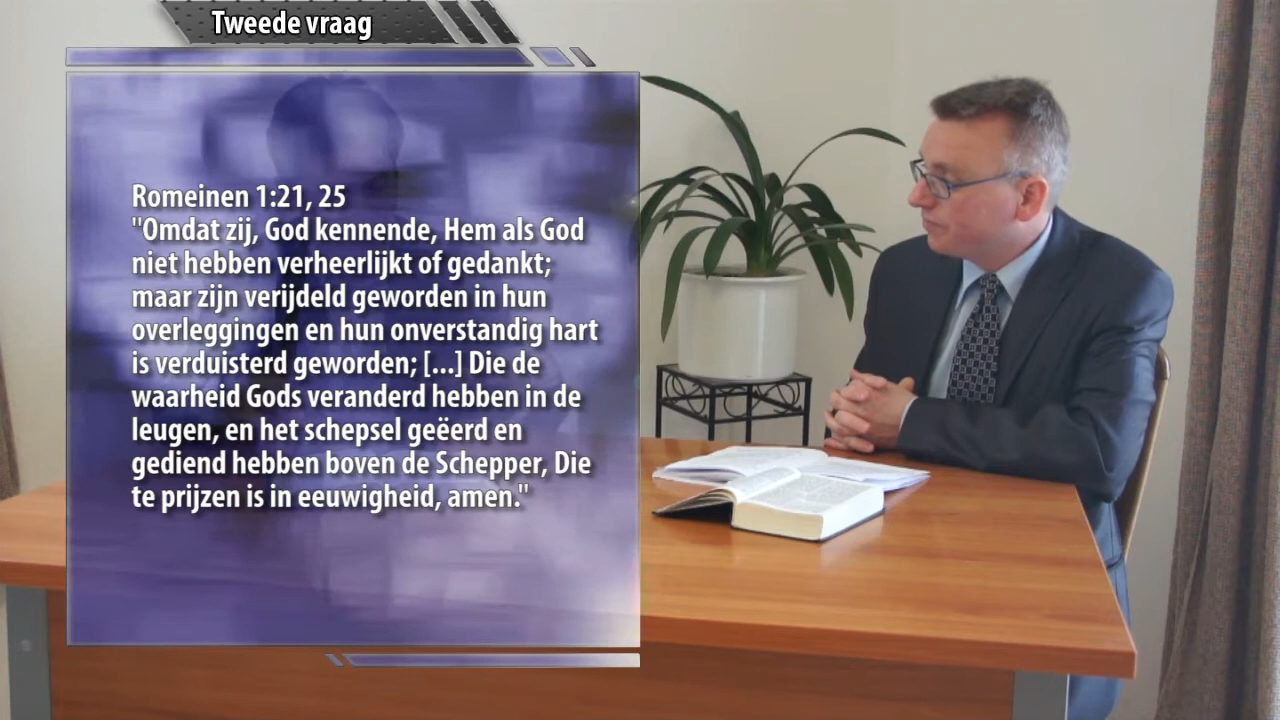 Tweede vraag
Romeinen 1:21, 25
"Omdat zij, God kennende, Hem als God
niet hebben verheerlijkt of gedankt;
maar zijn verijdeld geworden in hun
overleggingen en hun onverstandig hart
is verduisterd geworden; [...] Die de
waarheid Gods veranderd hebben in de
leugen, en het schepsel geëerd en
gediend hebben boven de Schepper, Die
te prijzen is in eeuwigheid, amen."